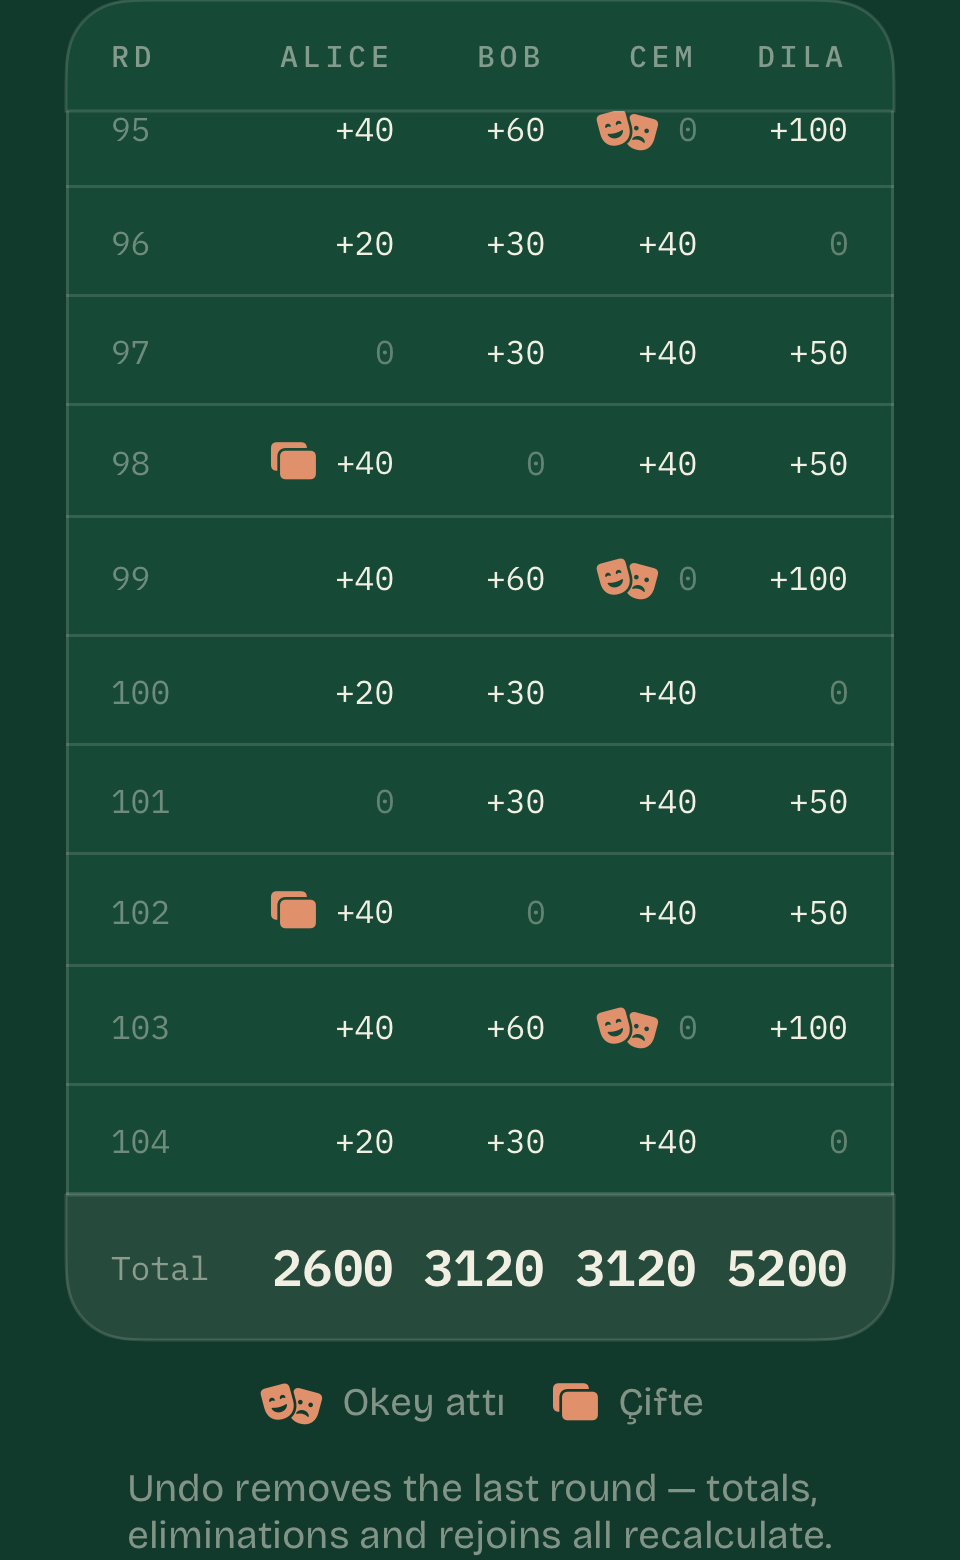 RD ALICE BOB CEM DILA
95 +40 +60 0 +100
96 +20 +30 +40 0
97 0 +30 +40 +50
98 +40 0 +40 +50
99 +40 +60 0 +100
100 +20 +30 +40 0
101 0 +30 +40 +50
102 +40 0 +40 +50
103 +40 +60 0 +100
104 +20 +30 +40 0
Total 2600 3120 3120 5200
Okey attı Çifte
Undo removes the last round — totals,
eliminations and rejoins all recalculate.